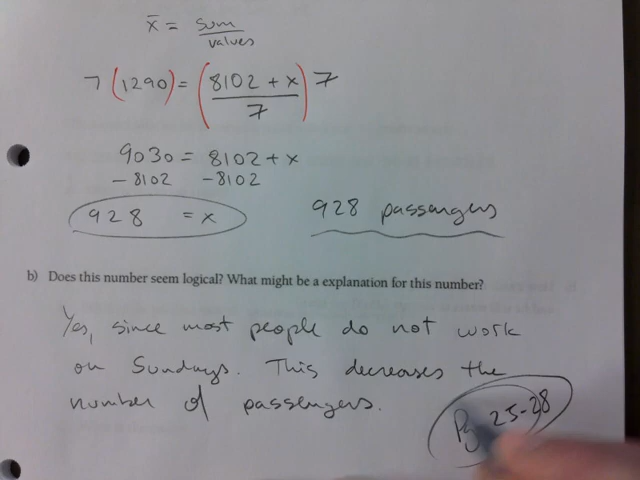 x̄ = sum
values
7 (1290) = (8102 + x) 7
7
9030 = 8102 + x
- 8102 - 8102
928 = x
928 passengers
b) Does this number seem logical? What might be a explanation for this number?
Yes, since most people do not work
on Sundays. This decreases the
number of passengers.
Pg 25-28